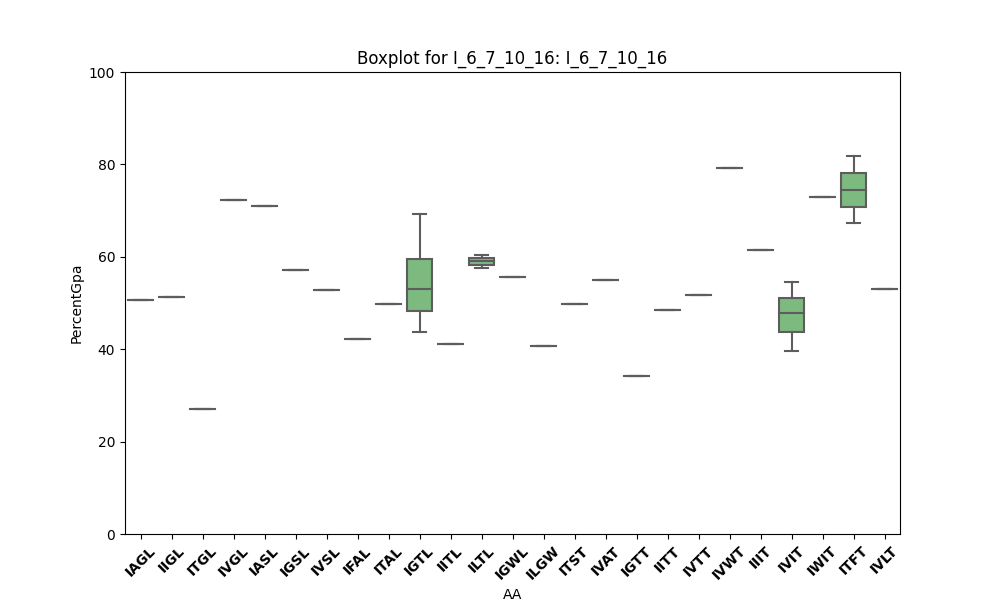 Boxplot for I_6_7_10_16: I_6_7_10_16
100
80
60
40
20
0
PercentGpa
IAGL IIGL ITGL IVGL IASL IGSL IVSL IFAL ITAL IGTL IITL ILTL IGWL ILGW ITST IVAT IGTT IITT IVTT IVWT IIIT IVIT IWIT ITFT IVLT
AA